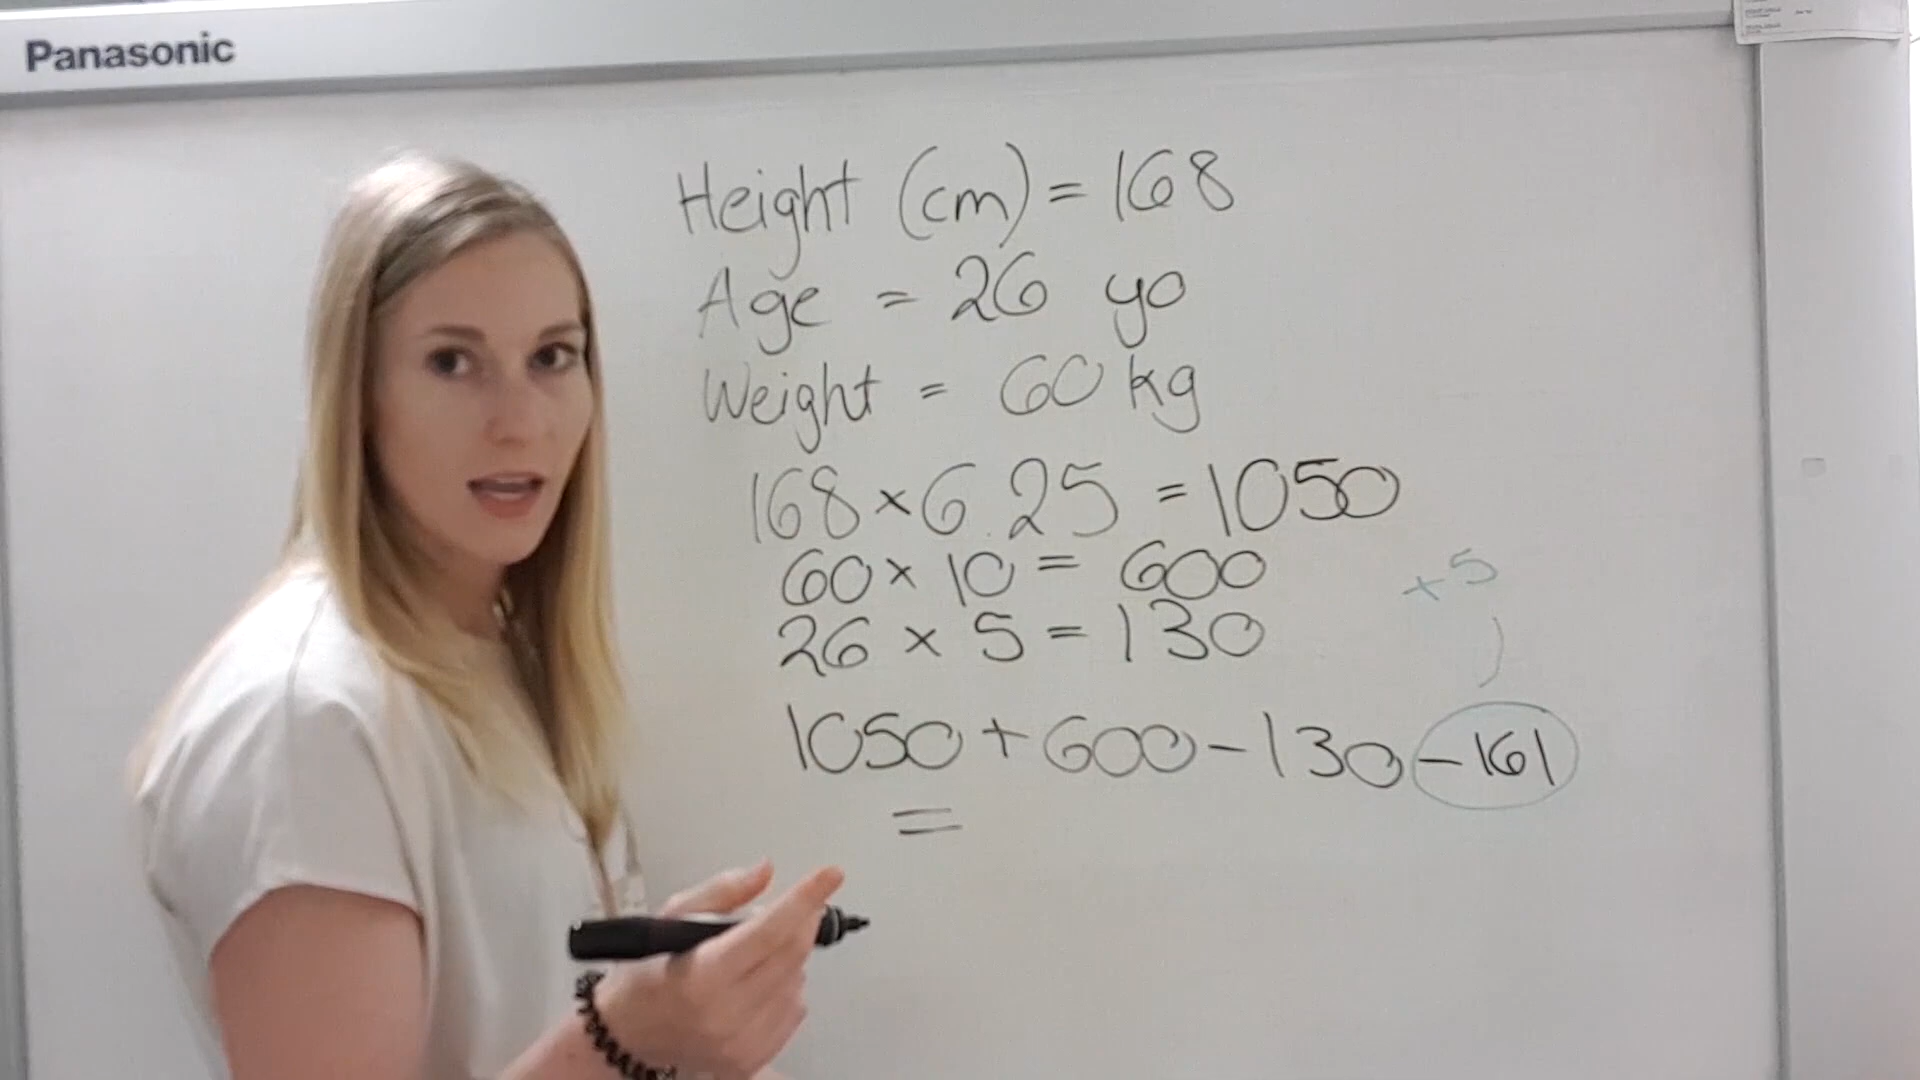 Panasonic
Height (cm) = 168
Age = 26 yo
Weight = 60 kg
168 × 6.25 = 1050
60 × 10 = 600
26 × 5 = 130
+5
1050 + 600 - 130 - 161
=